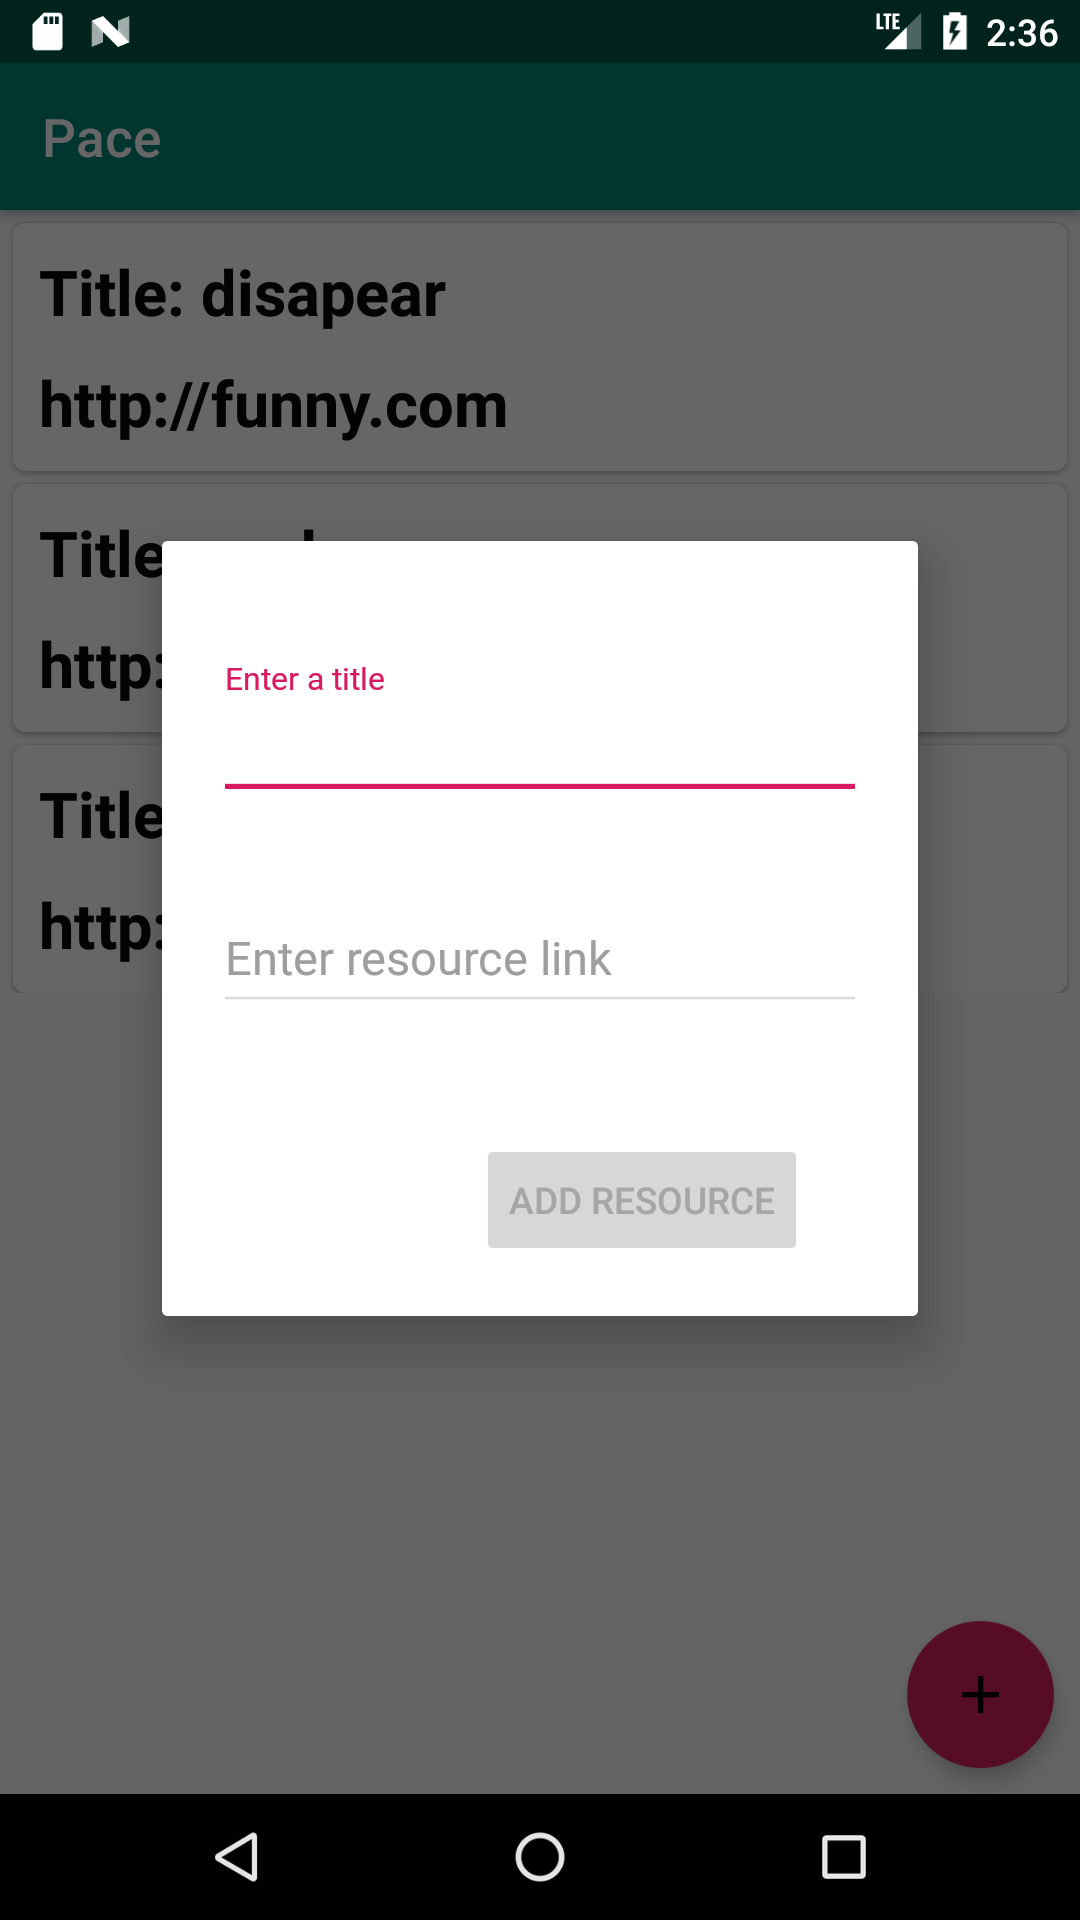 LTE 2:36
Pace
Title: disapear
http://funny.com
Title
http:
Enter a title
Title
http:
Enter resource link
ADD RESOURCE